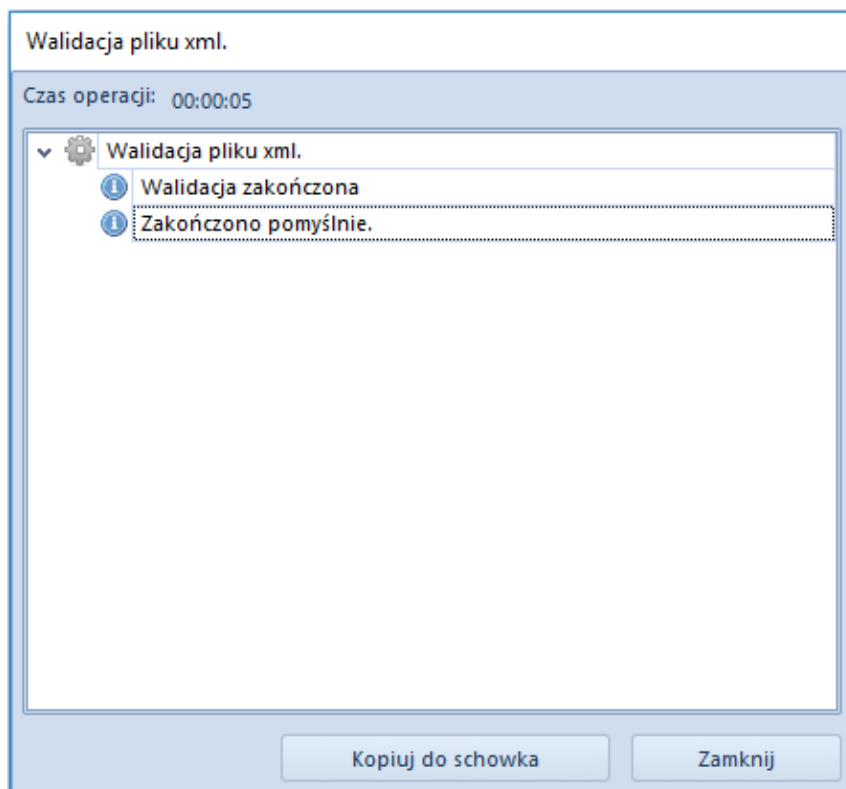 Walidacja pliku xml.
Czas operacji: 00:00:05
Walidacja pliku xml.
Walidacja zakończona
Zakończono pomyślnie.
Kopiuj do schowka Zamknij